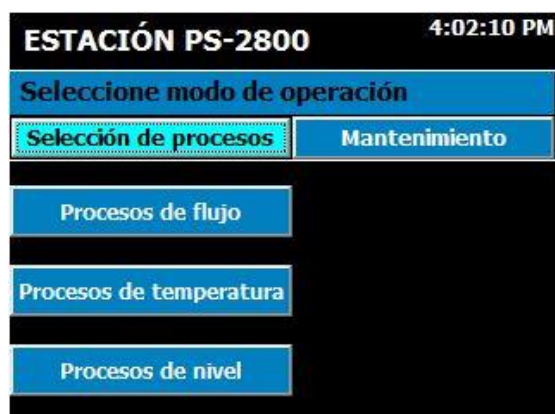 ESTACIÓN PS-2800
4:02:10 PM
Seleccione modo de operación
Selección de procesos
Mantenimiento
Procesos de flujo
Procesos de temperatura
Procesos de nivel